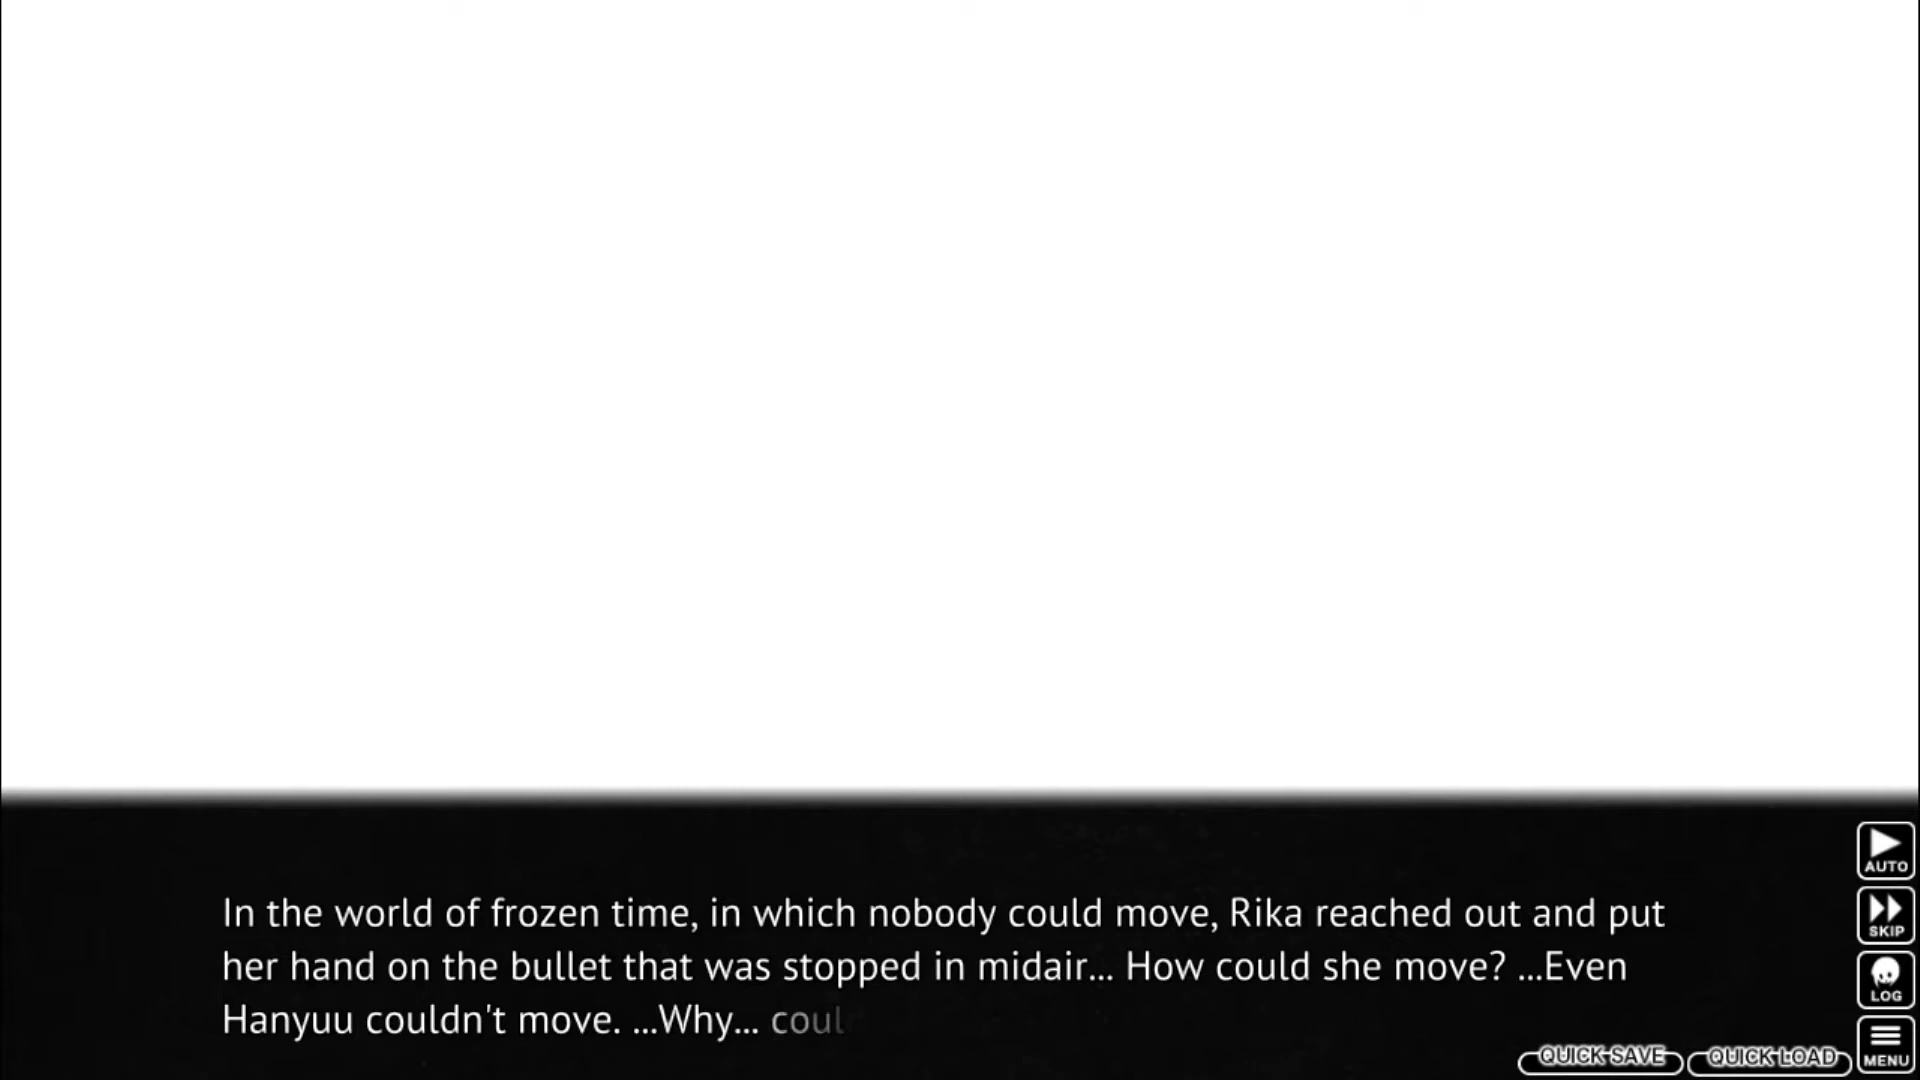 In the world of frozen time, in which nobody could move, Rika reached out and put
her hand on the bullet that was stopped in midair... How could she move? ...Even
Hanyuu couldn't move. ...Why... coul
AUTO
SKIP
LOG
MENU
QUICK SAVE
QUICK LOAD